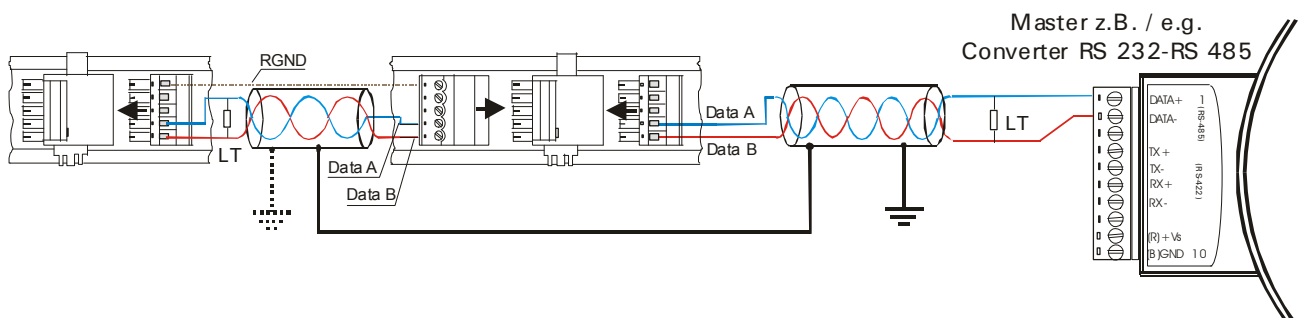 Master z.B. / e.g.
Converter RS 232-RS 485
RGND
LT
Data A
Data B
Data A
Data B
LT
DATA+ 1
DATA-
(RS-485)
TX+
TX-
(RS-422)
RX+
RX-
(R)+Vs
(B)GND 10